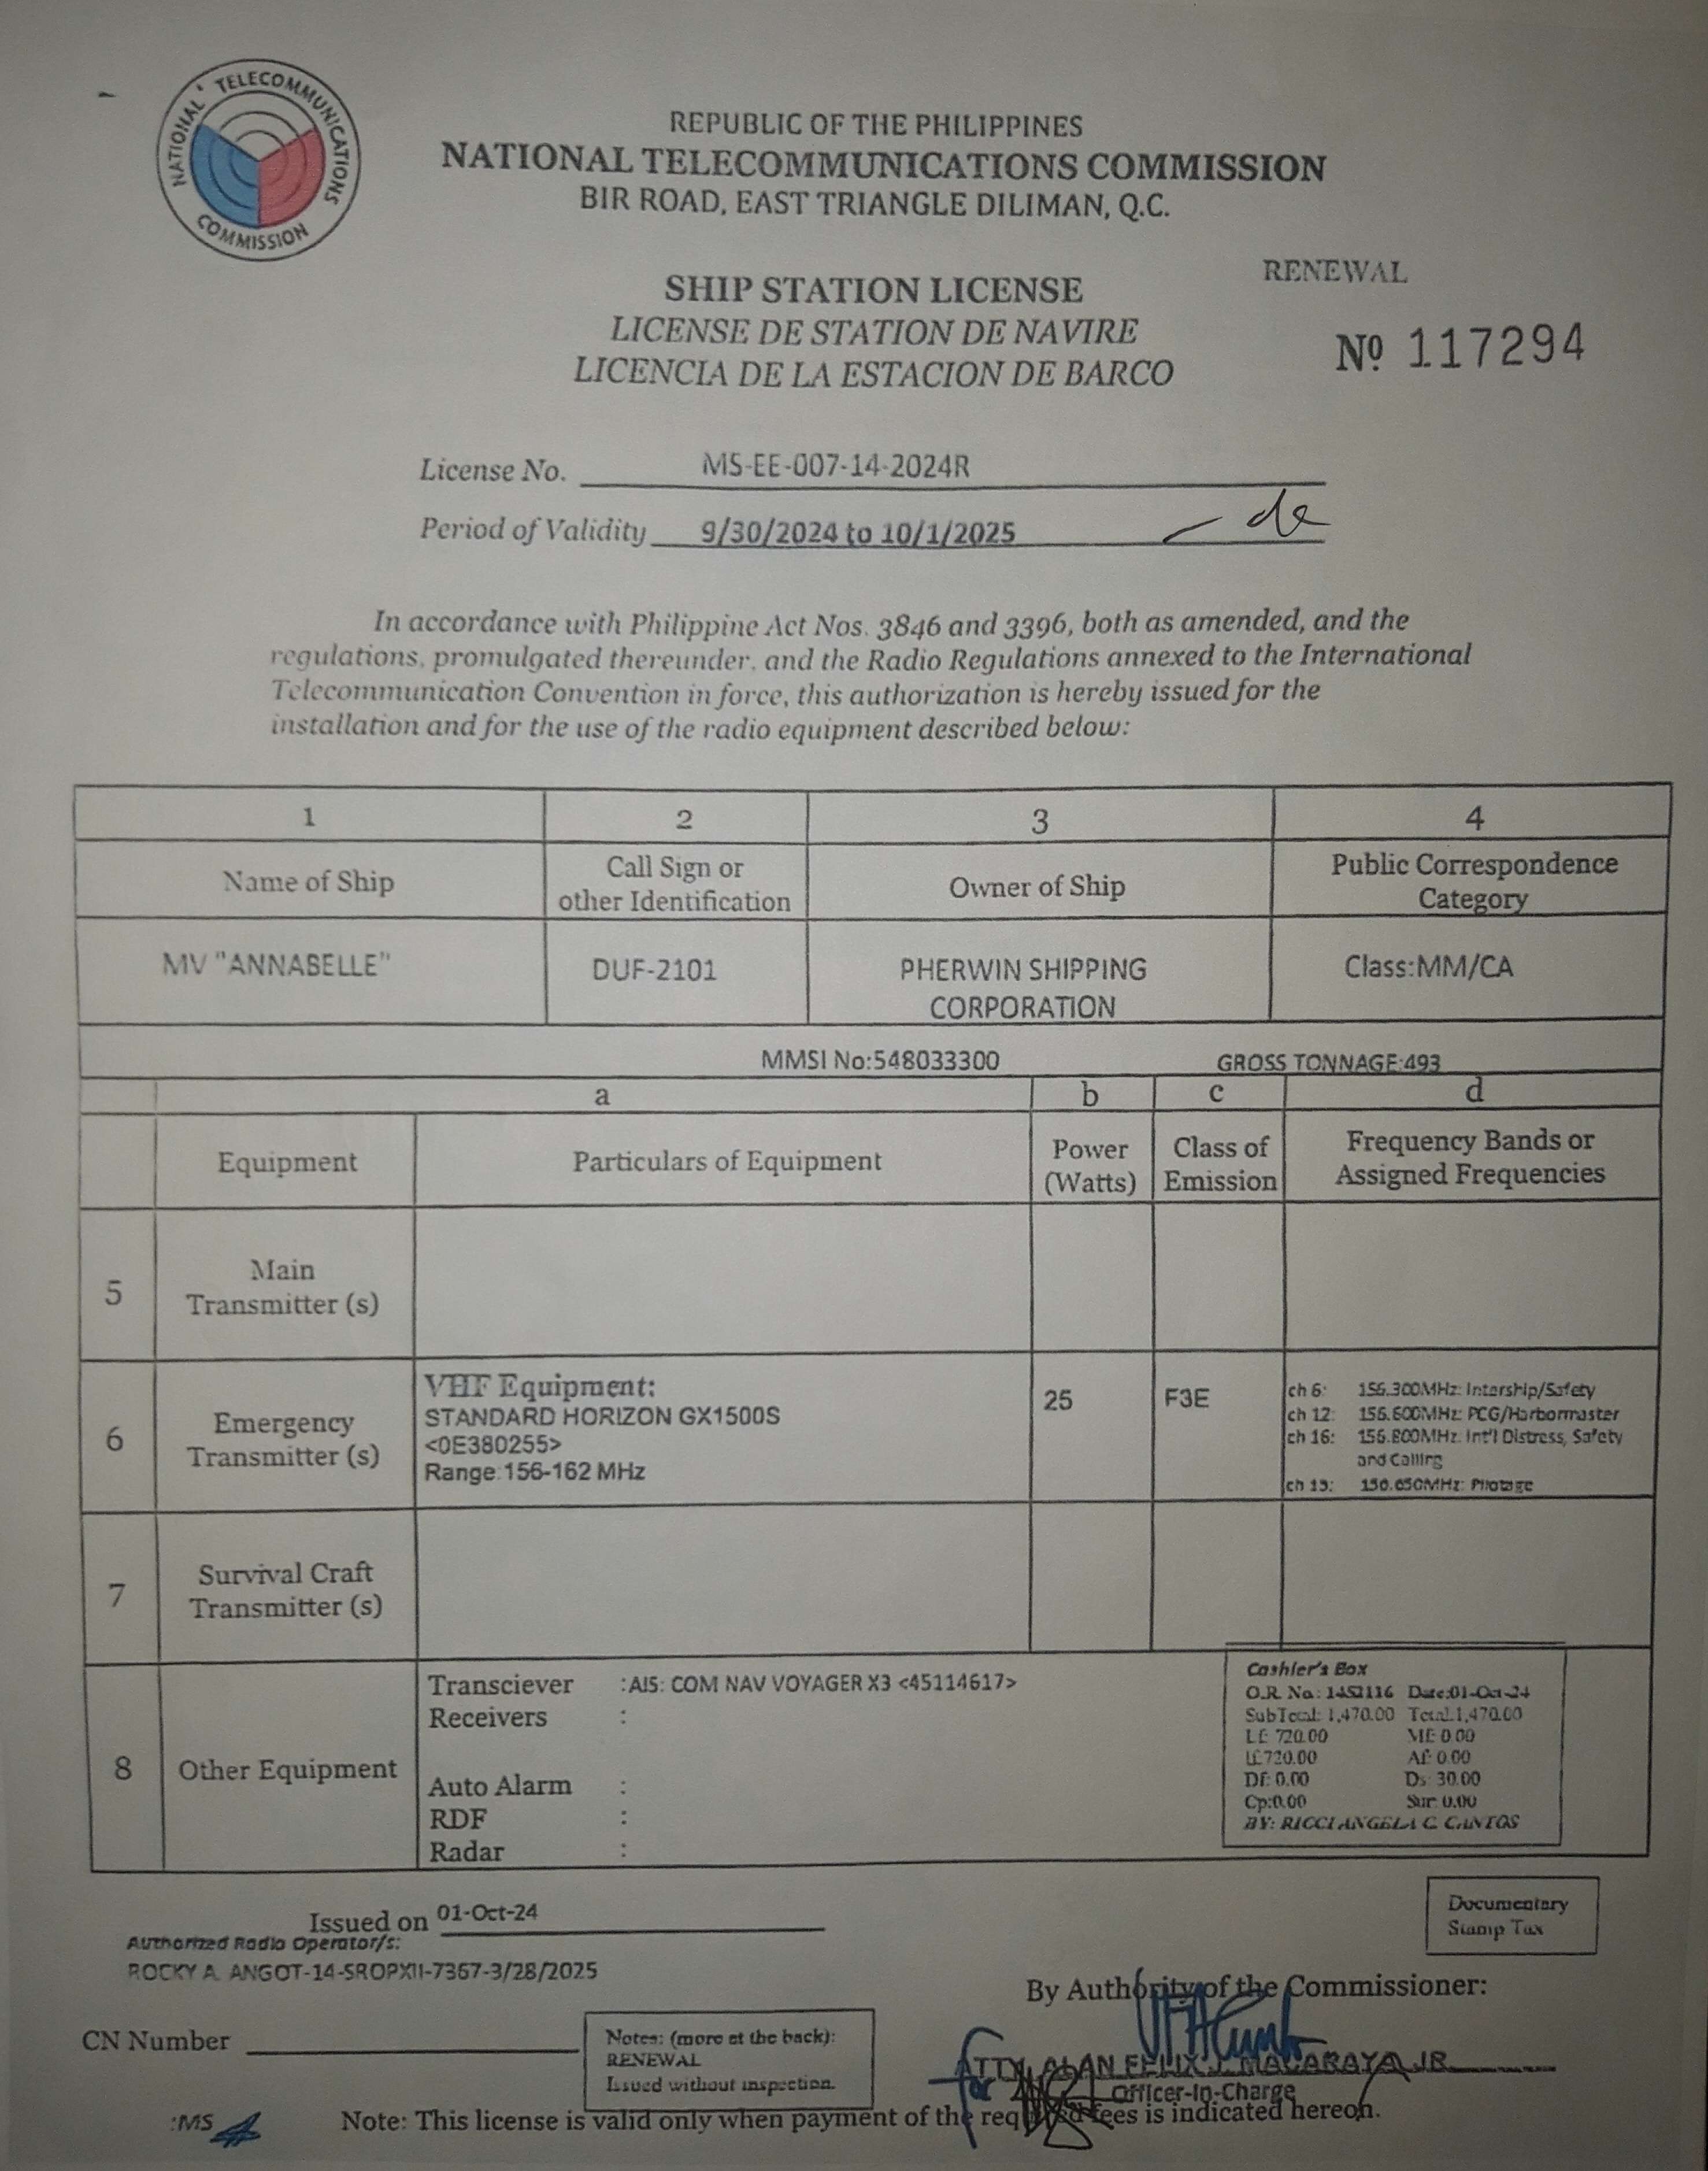 NATIONAL TELECOMMUNICATIONS COMMISSION
REPUBLIC OF THE PHILIPPINES
NATIONAL TELECOMMUNICATIONS COMMISSION
BIR ROAD, EAST TRIANGLE DILIMAN, Q.C.
RENEWAL
SHIP STATION LICENSE
LICENSE DE STATION DE NAVIRE
LICENCIA DE LA ESTACION DE BARCO
Nº 117294
License No. MS-EE-007-14-2024R
Period of Validity 9/30/2024 to 10/1/2025
In accordance with Philippine Act Nos. 3846 and 3396, both as amended, and the
regulations, promulgated thereunder, and the Radio Regulations annexed to the International
Telecommunication Convention in force, this authorization is hereby issued for the
installation and for the use of the radio equipment described below:
1 2 3 4
Name of Ship
Call Sign or
other Identification
Owner of Ship
Public Correspondence
Category
MV "ANNABELLE"
DUF-2101
PHERWIN SHIPPING
CORPORATION
Class:MM/CA
MMSI No:548033300 GROSS TONNAGE:493
a b c d
Equipment
Particulars of Equipment
Power
(Watts)
Class of
Emission
Frequency Bands or
Assigned Frequencies
5
Main
Transmitter (s)
6
Emergency
Transmitter (s)
VHF Equipment:
STANDARD HORIZON GX1500S
<0E380255>
Range:156-162 MHz
25
F3E
ch 6: 156.300MHz: Intership/Safety
ch 12: 156.600MHz: PCG/Harbormaster
ch 16: 156.800MHz: Int'l Distress, Safety
and Calling
MHz: Pilotage
7
Survival Craft
Transmitter (s)
8
Other Equipment
Transciever :AIS: COM NAV VOYAGER X3 <45114617>
Receivers :
Auto Alarm :
RDF :
Radar :
Cashier's Box
O.R. No.: Date:01-Oct-24
SubTotal: 1,470.00 Total:1,470.00
LF: 720.00 MF: 0.00
720.00 Af: 0.00
Df: 0.00 Ds: 30.00
Cp:0.00 Sur: 0.00
BY: RICCI ANGELA C. CANTOS
Issued on 01-Oct-24
Authorized Radio Operator/s:
ROCKY A. ANGOT-14-SROPXII-7367-3/28/2025
Documentary
Stamp Tax
By Authority of the Commissioner:
CN Number
Notes: (more at the back):
RENEWAL
Issued without inspection.
for
ATTY. ALAN FELIX J. MACARAYA, JR.
Officer-In-Charge
:MS
Note: This license is valid only when payment of the required fees is indicated hereon.